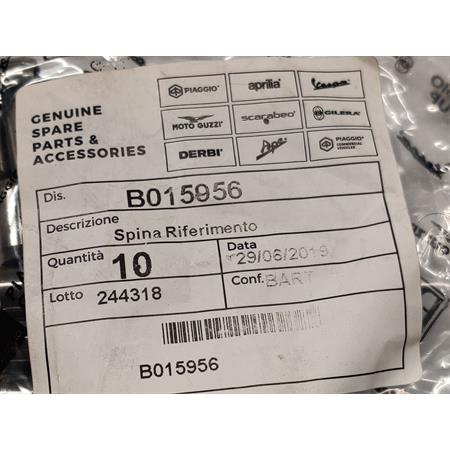 GENUINE
SPARE
PARTS &
ACCESSORIES
PIAGGIO
aprilia
Vespa
MOTO GUZZI
scarabeo
GILERA
DERBI
Ape
PIAGGIO
COMMERCIAL
VEHICLES
Dis. B015956
Descrizione
Spina Riferimento
Quantità 10
Data
29/06/2019
Lotto 244318
Conf. BART
B015956